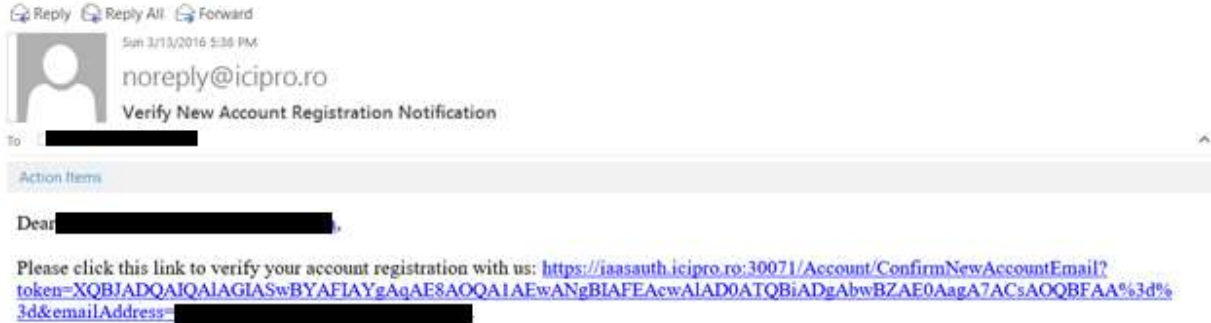 Reply Reply All Forward
Sun 3/13/2016 5:36 PM
noreply@icipro.ro
Verify New Account Registration Notification
To
Action Items
Dear ,
Please click this link to verify your account registration with us: https://iaasauth.icipro.ro:30071/Account/ConfirmNewAccountEmail?
token=XQBJADQAIQAlAGIASwBYAFIAYgAqAE8AOQA1AEwANgBIAFEAcwAlAD0ATQBiADgAbwBZAE0AagA7ACsAOQBFAA%3d%
3d&emailAddress=